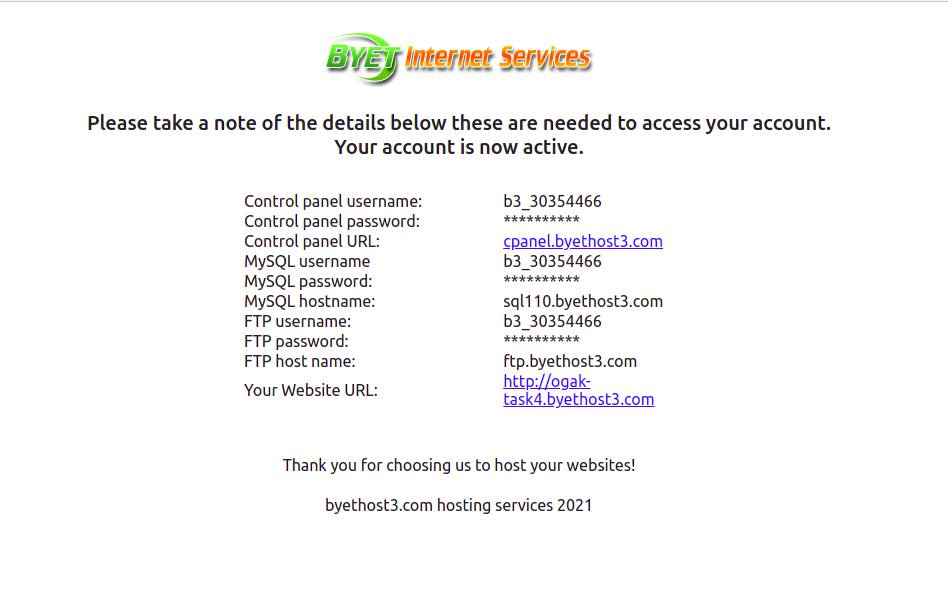 BYET Internet Services
Please take a note of the details below these are needed to access your account.
Your account is now active.
Control panel username: b3_30354466
Control panel password: **********
Control panel URL: cpanel.byethost3.com
MySQL username b3_30354466
MySQL password: **********
MySQL hostname: sql110.byethost3.com
FTP username: b3_30354466
FTP password: **********
FTP host name: ftp.byethost3.com
Your Website URL: http://ogak-
task4.byethost3.com
Thank you for choosing us to host your websites!
byethost3.com hosting services 2021